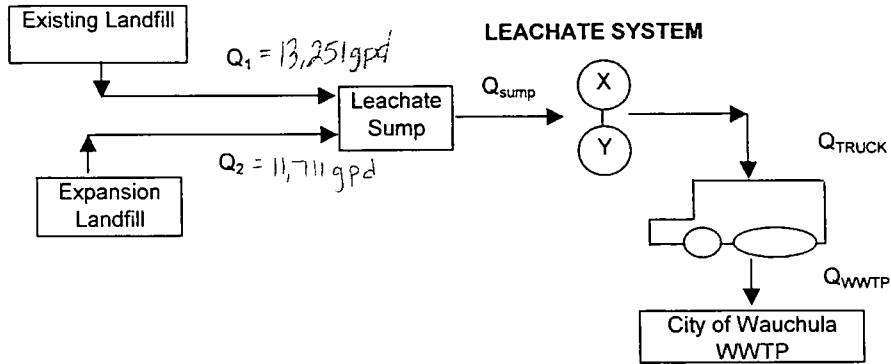 Existing Landfill
LEACHATE SYSTEM
Q₁ = 13,251 gpd
Leachate
Sump
Qsump
X
Y
Q₂ = 11,711 gpd
QTRUCK
Expansion
Landfill
QWWTP
City of Wauchula
WWTP